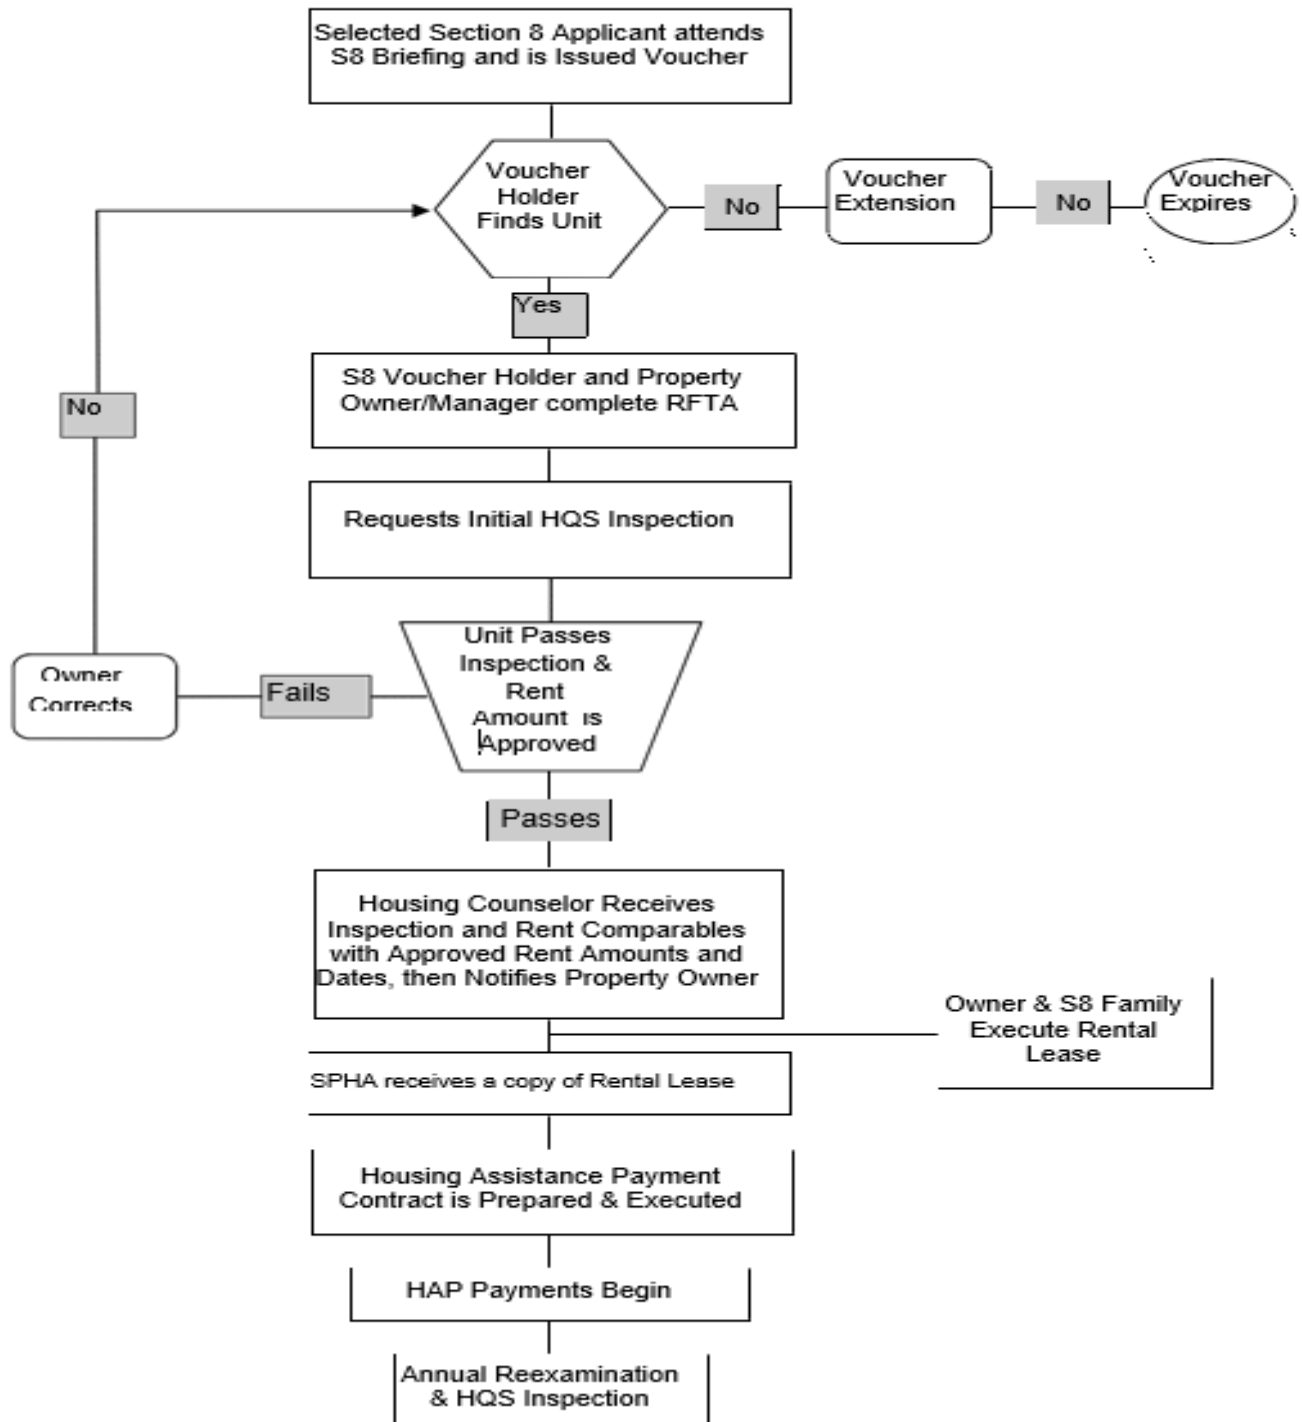 Selected Section 8 Applicant attends
S8 Briefing and is Issued Voucher
Voucher
Holder
Finds Unit
No
Voucher
Extension
No
Voucher
Expires
Yes
S8 Voucher Holder and Property
Owner/Manager complete RFTA
No
Requests Initial HQS Inspection
Unit Passes
Inspection &
Rent
Amount is
Approved
Fails
Owner
Corrects
Passes
Housing Counselor Receives
Inspection and Rent Comparables
with Approved Rent Amounts and
Dates, then Notifies Property Owner
Owner & S8 Family
Execute Rental
Lease
SPHA receives a copy of Rental Lease
Housing Assistance Payment
Contract is Prepared & Executed
HAP Payments Begin
Annual Reexamination
& HQS Inspection